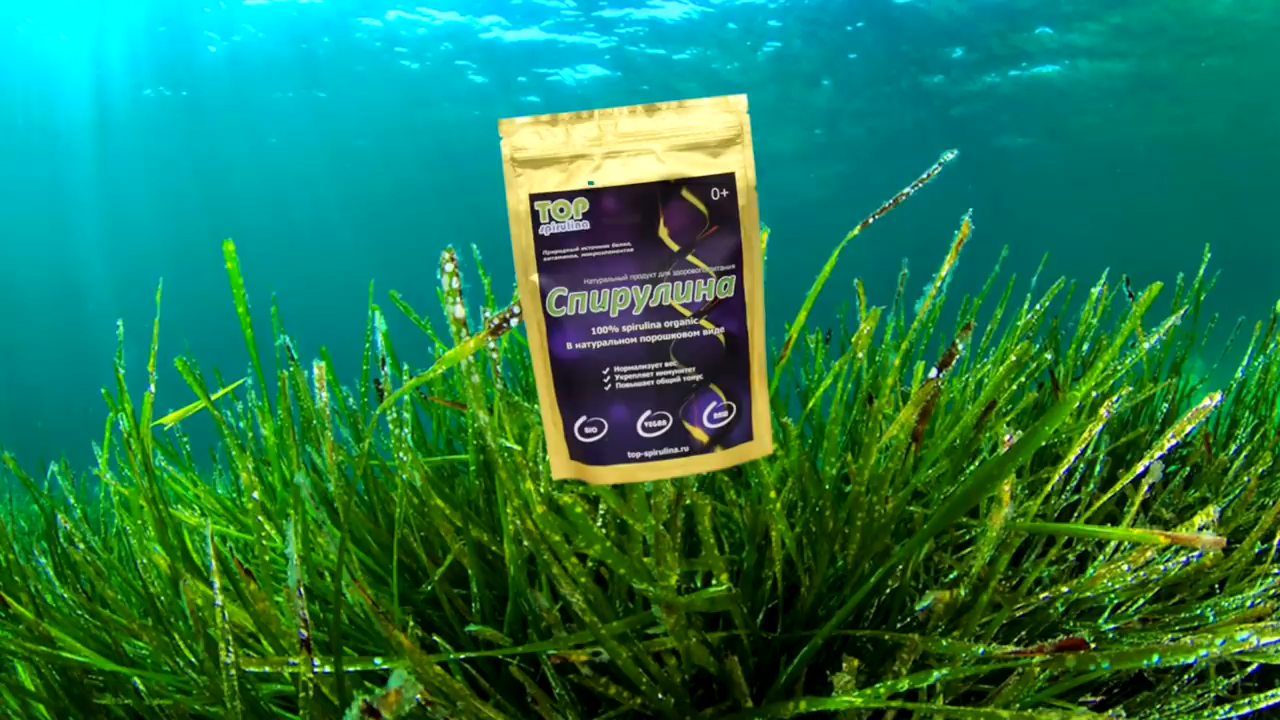 0+
TOP
spirulina
Природный источник белка,
витаминов, микроэлементов
Натуральный продукт для здорового питания
Спирулина
100% spirulina organic
В натуральном порошковом виде
✓ Нормализует вес
✓ Укрепляет иммунитет
✓ Повышает общий тонус
BIO VEGAN RAW
top-spirulina.ru